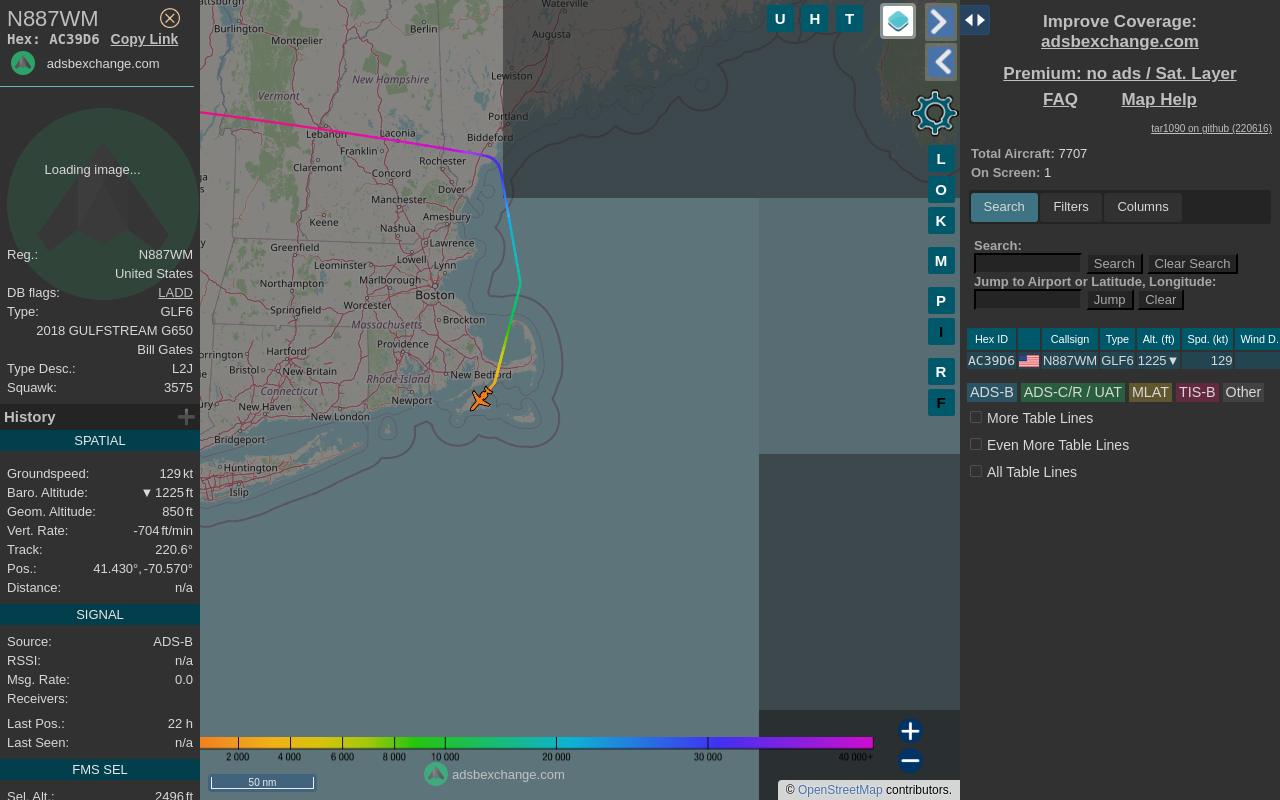 N887WM
Hex: AC39D6 Copy Link
adsbexchange.com
Loading image...
Reg.: N887WM
United States
DB flags: LADD
Type: GLF6
2018 GULFSTREAM G650
Bill Gates
Type Desc.: L2J
Squawk: 3575
History
SPATIAL
Groundspeed: 129 kt
Baro. Altitude: ▼ 1225 ft
Geom. Altitude: 850 ft
Vert. Rate: -704 ft/min
Track: 220.6°
Pos.: 41.430°, -70.570°
Distance: n/a
SIGNAL
Source: ADS-B
RSSI: n/a
Msg. Rate: 0.0
Receivers:
Last Pos.: 22 h
Last Seen: n/a
FMS SEL
Sel. Alt.: 2496 ft
Waterville
Burlington
Berlin
Montpelier
Augusta
New Hampshire
Lewiston
Vermont
Portland
Lebanon
Laconia
Biddeford
Franklin
Rochester
Claremont
Concord
Dover
Manchester
Amesbury
Keene
Nashua
Lawrence
Greenfield
Lowell
Leominster
Lynn
Northampton
Marlborough
Boston
Worcester
Springfield
Massachusetts
Brockton
Providence
Hartford
Bristol
New Britain
Rhode Island
New Bedford
Connecticut
Newport
New Haven
New London
Bridgeport
Huntington
Islip
U H T
L
O
K
M
P
I
R
F
2 000 4 000 6 000 8 000 10 000 20 000 30 000 40 000+
50 nm
adsbexchange.com
© OpenStreetMap contributors.
Improve Coverage:
adsbexchange.com
Premium: no ads / Sat. Layer
FAQ Map Help
tar1090 on github (220616)
Total Aircraft: 7707
On Screen: 1
Search Filters Columns
Search:
Search Clear Search
Jump to Airport or Latitude, Longitude:
Jump Clear
Hex ID Callsign Type Alt. (ft) Spd. (kt) Wind D.
AC39D6 N887WM GLF6 1225▼ 129
ADS-B ADS-C/R / UAT MLAT TIS-B Other
More Table Lines
Even More Table Lines
All Table Lines